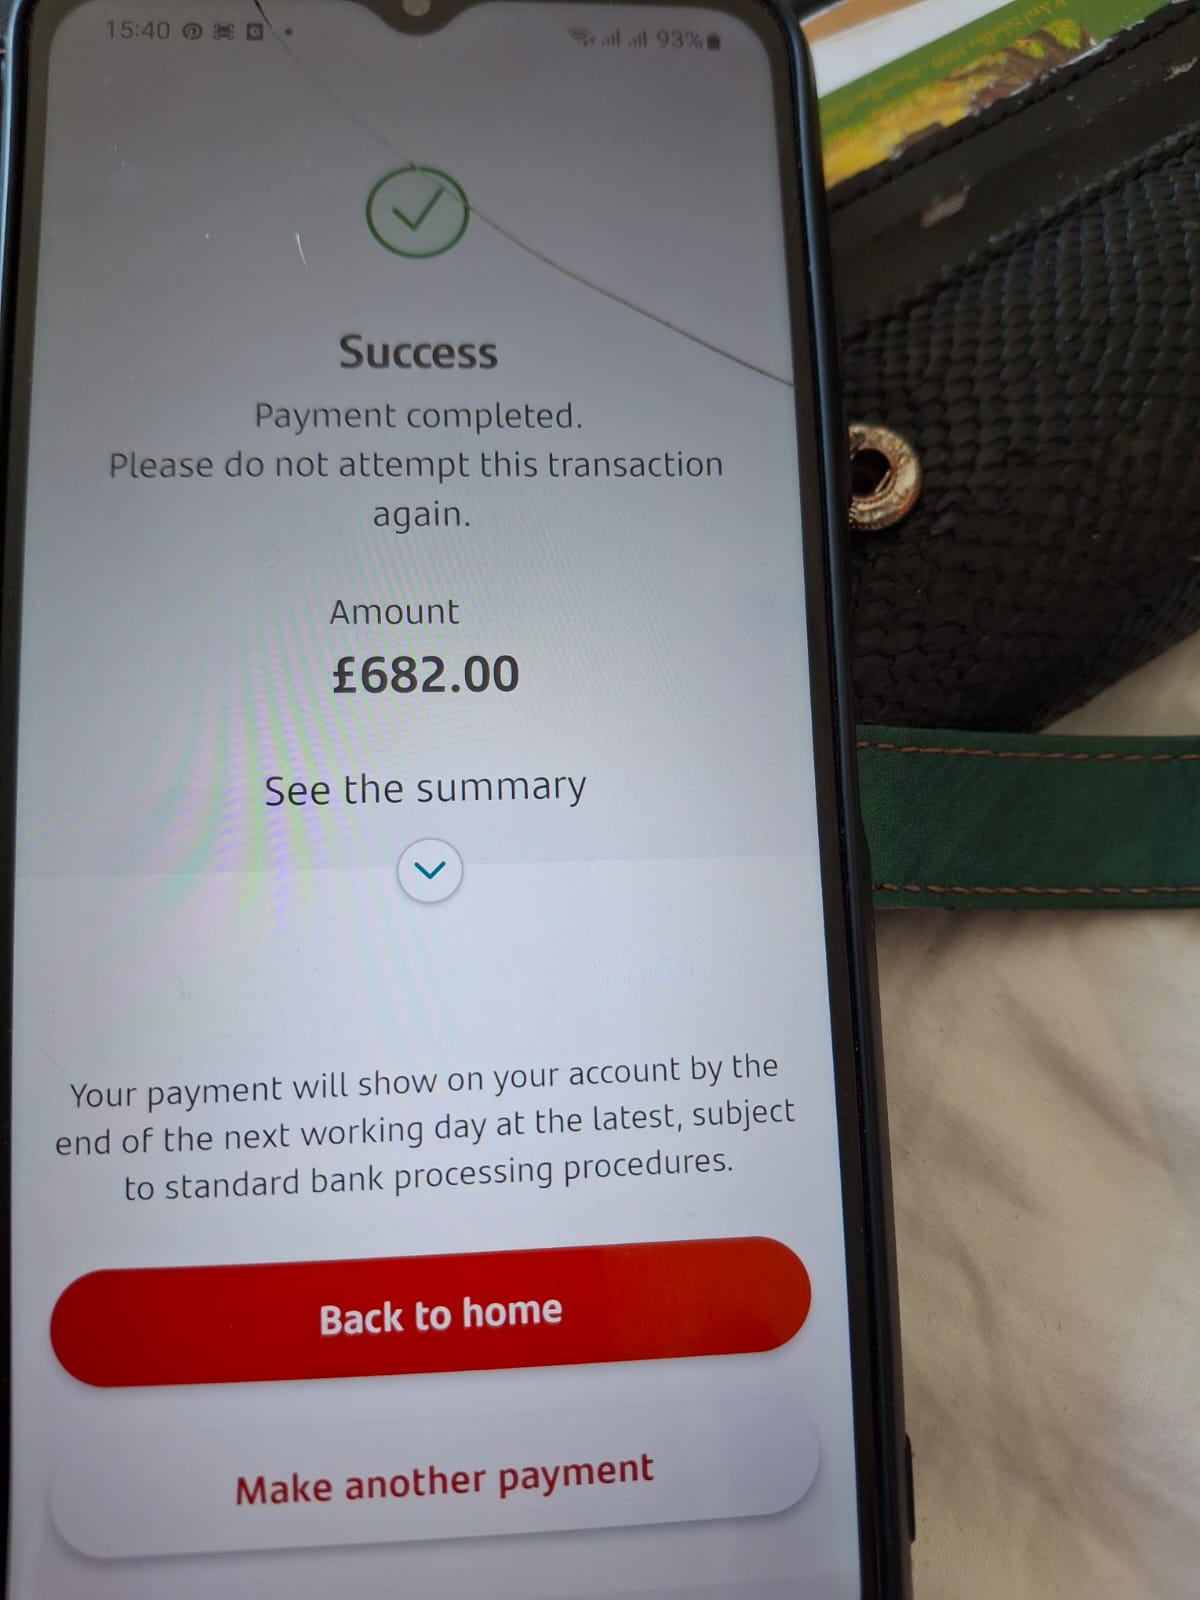 15:40
93%
Success
Payment completed.
Please do not attempt this transaction
again.
Amount
£682.00
See the summary
Your payment will show on your account by the
end of the next working day at the latest, subject
to standard bank processing procedures.
Back to home
Make another payment